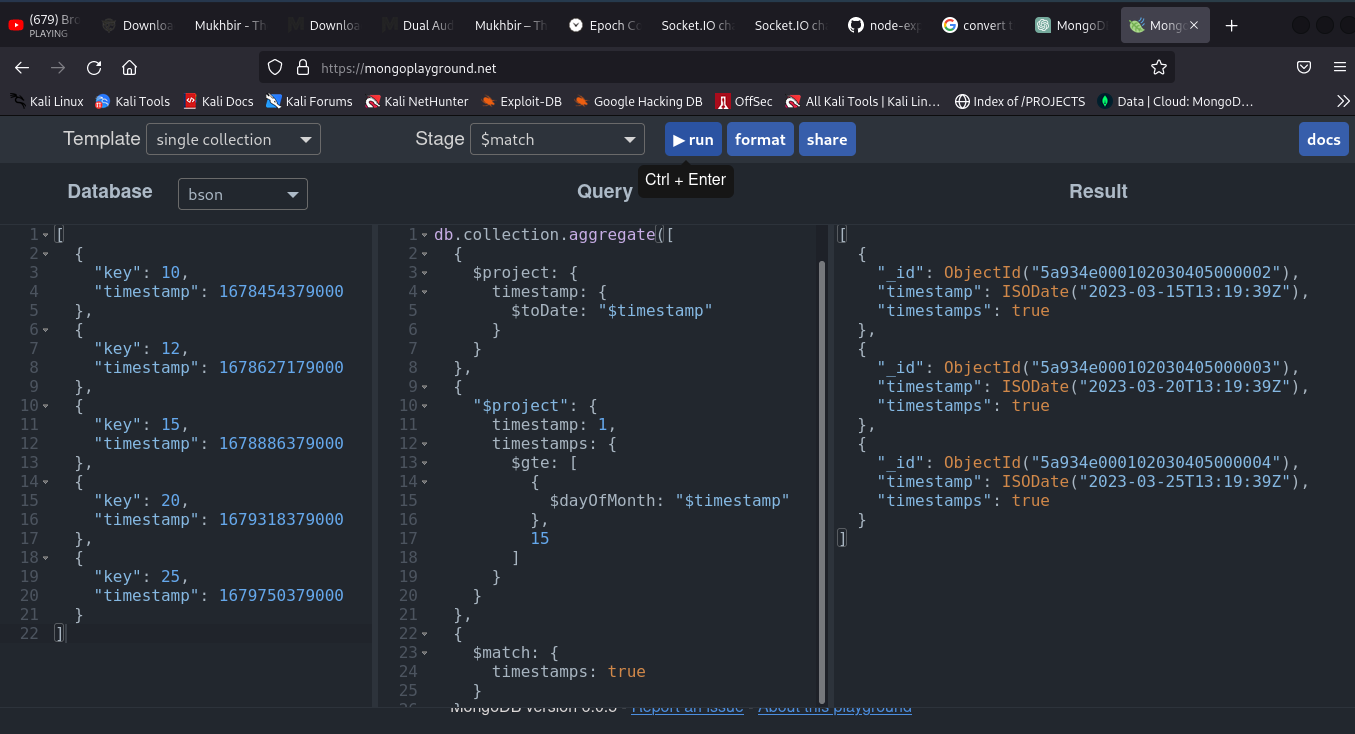 (679) Bro
PLAYING
Downloa
Mukhbir - Th
Downloa
Dual Aud
Mukhbir – Th
Epoch Co
Socket.IO cha
Socket.IO cha
node-exp
convert t
MongoD
Mongo
https://mongoplayground.net
Kali Linux
Kali Tools
Kali Docs
Kali Forums
Kali NetHunter
Exploit-DB
Google Hacking DB
OffSec
All Kali Tools | Kali Lin…
Index of /PROJECTS
Data | Cloud: MongoD…
Template single collection
Stage $match
▶ run
format
share
docs
Ctrl + Enter
Database bson
Query
Result
1 [
2 {
3 "key": 10,
4 "timestamp": 1678454379000
5 },
6 {
7 "key": 12,
8 "timestamp": 1678627179000
9 },
10 {
11 "key": 15,
12 "timestamp": 1678886379000
13 },
14 {
15 "key": 20,
16 "timestamp": 1679318379000
17 },
18 {
19 "key": 25,
20 "timestamp": 1679750379000
21 }
22 ]
1 db.collection.aggregate([
2 {
3 $project: {
4 timestamp: {
5 $toDate: "$timestamp"
6 }
7 }
8 },
9 {
10 "$project": {
11 timestamp: 1,
12 timestamps: {
13 $gte: [
14 {
15 $dayOfMonth: "$timestamp"
16 },
17 15
18 ]
19 }
20 }
21 },
22 {
23 $match: {
24 timestamps: true
25 }
26 }
[
{
"_id": ObjectId("5a934e000102030405000002"),
"timestamp": ISODate("2023-03-15T13:19:39Z"),
"timestamps": true
},
{
"_id": ObjectId("5a934e000102030405000003"),
"timestamp": ISODate("2023-03-20T13:19:39Z"),
"timestamps": true
},
{
"_id": ObjectId("5a934e000102030405000004"),
"timestamp": ISODate("2023-03-25T13:19:39Z"),
"timestamps": true
}
]
MongoDB version - Report an issue - About this playground